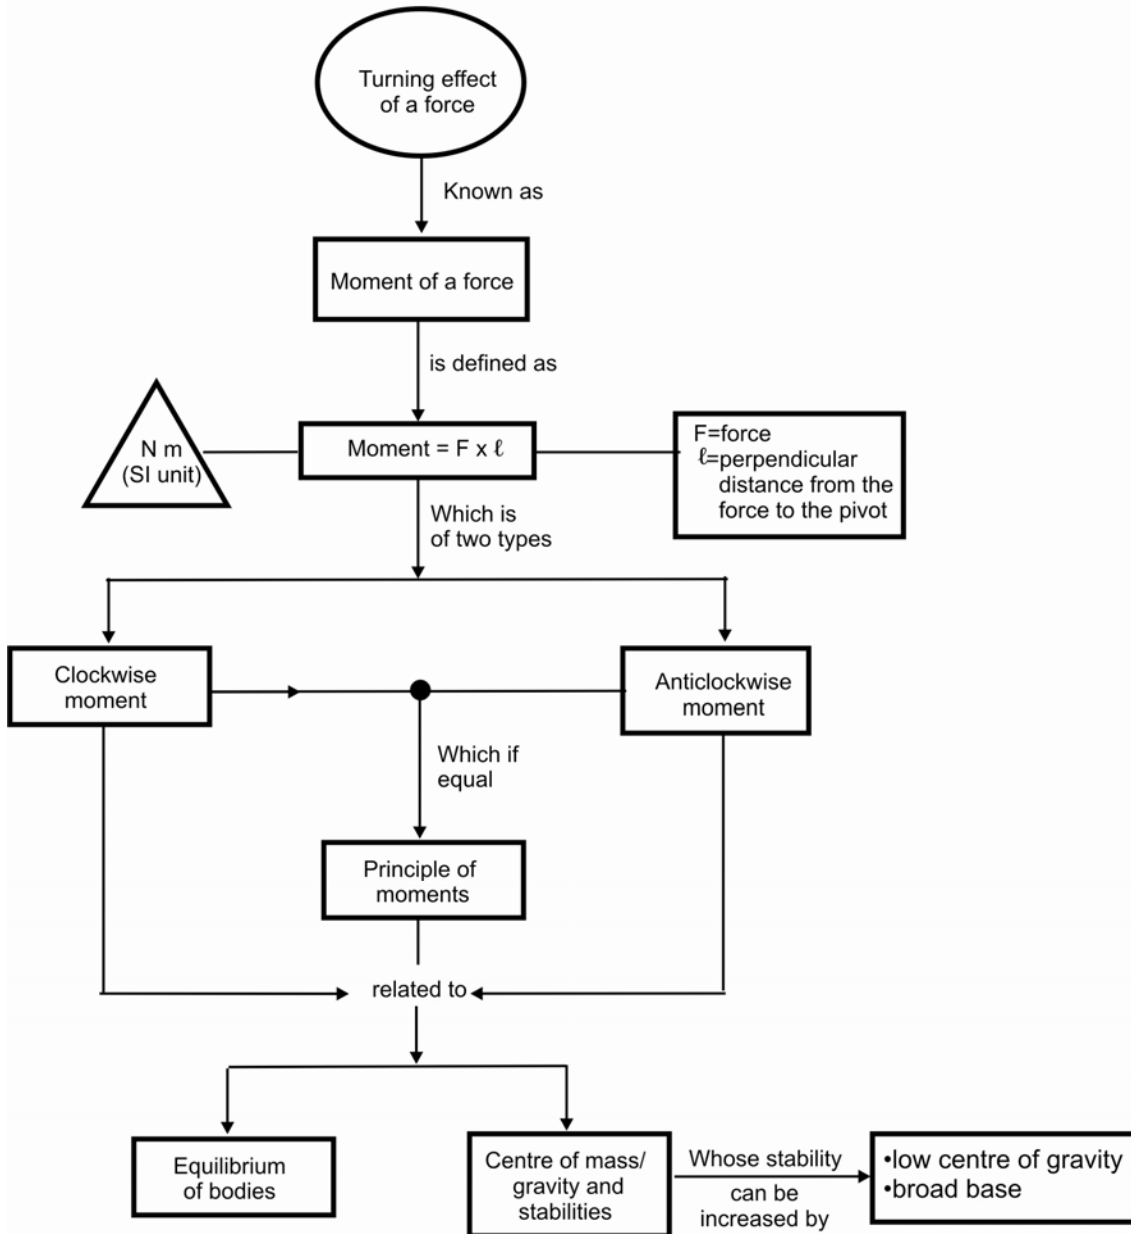 Turning effect
of a force
Known as
Moment of a force
is defined as
N m
(SI unit)
Moment = F x ℓ
F=force
ℓ=perpendicular
distance from the
force to the pivot
Which is
of two types
Clockwise
moment
Anticlockwise
moment
Which if
equal
Principle of
moments
related to
Equilibrium
of bodies
Centre of mass/
gravity and
stabilities
Whose stability
can be
increased by
•low centre of gravity
•broad base